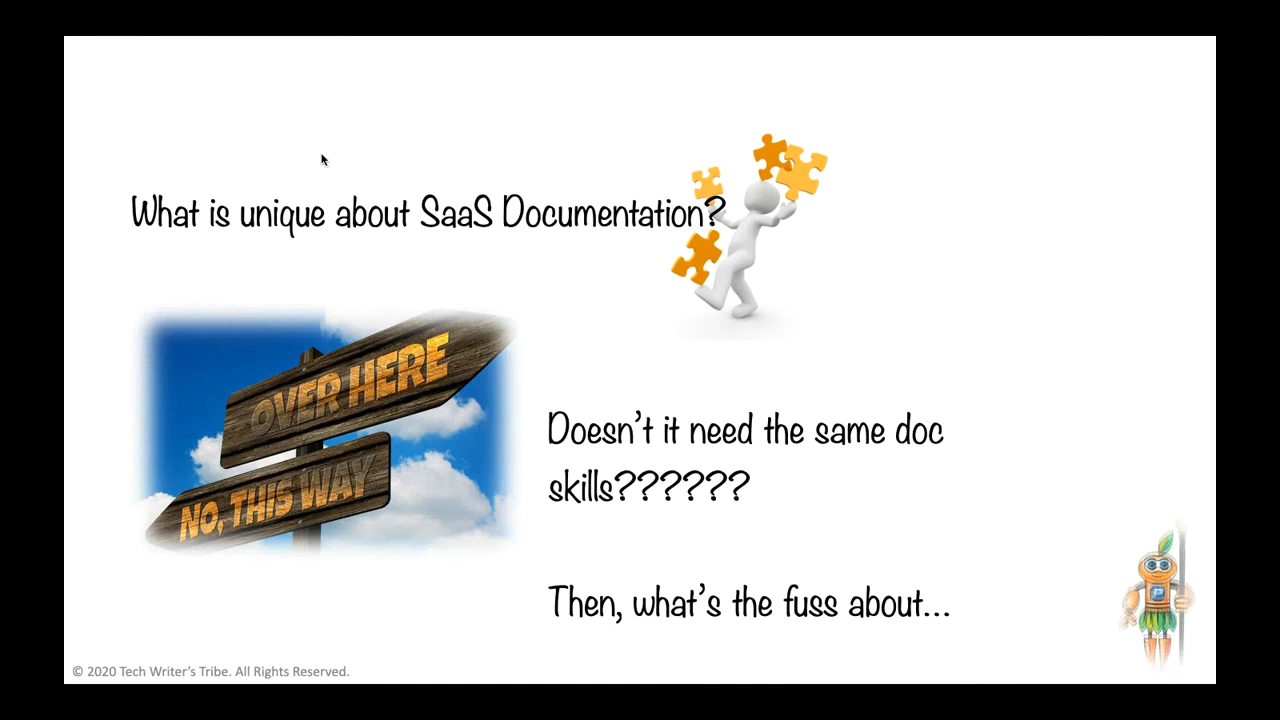 What is unique about SaaS Documentation?
OVER HERE
NO, THIS WAY
Doesn't it need the same doc
skills??????
Then, what's the fuss about...
© 2020 Tech Writer's Tribe. All Rights Reserved.